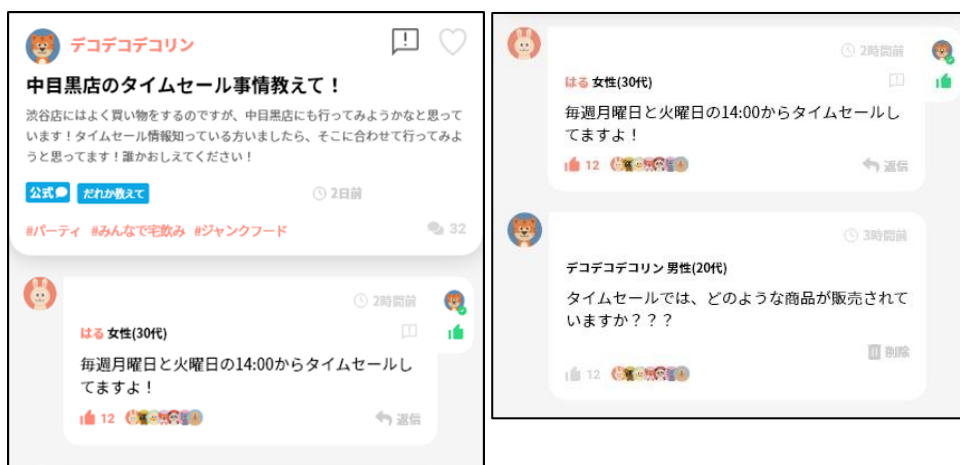 デコデコデコリン
中目黒店のタイムセール事情教えて！
渋谷店にはよく買い物をするのですが、中目黒店にも行ってみようかなと思って
います！タイムセール情報知っている方いましたら、そこに合わせて行ってみよ
うと思ってます！誰かおしえてください！
公式 だれか教えて 2日前
#パーティ #みんなで宅飲み #ジャンクフード 32
2時間前
はる 女性(30代)
毎週月曜日と火曜日の14:00からタイムセールし
てますよ！
12 返信
2時間前
はる 女性(30代)
毎週月曜日と火曜日の14:00からタイムセールし
てますよ！
12 返信
3時間前
デコデコデコリン 男性(20代)
タイムセールでは、どのような商品が販売されて
いますか？？？
削除
12